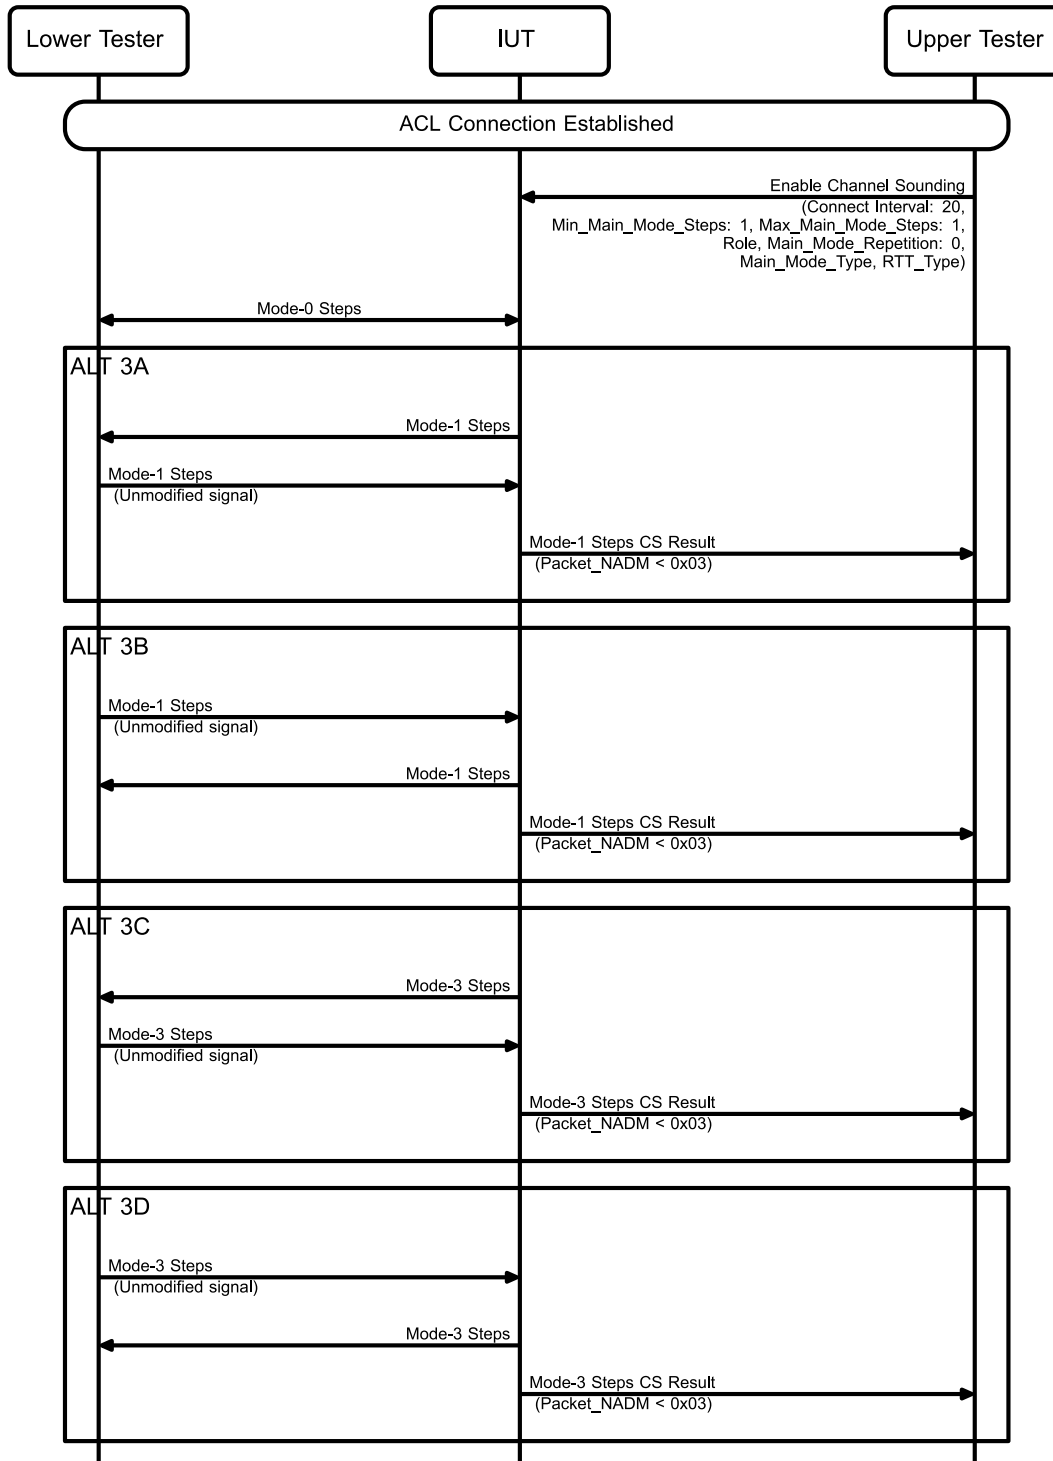 Lower Tester
IUT
Upper Tester
ACL Connection Established
Enable Channel Sounding
(Connect Interval: 20,
Min_Main_Mode_Steps: 1, Max_Main_Mode_Steps: 1,
Role, Main_Mode_Repetition: 0,
Main_Mode_Type, RTT_Type)
Mode-0 Steps
ALT 3A
Mode-1 Steps
Mode-1 Steps
(Unmodified signal)
Mode-1 Steps CS Result
(Packet_NADM < 0x03)
ALT 3B
Mode-1 Steps
(Unmodified signal)
Mode-1 Steps
Mode-1 Steps CS Result
(Packet_NADM < 0x03)
ALT 3C
Mode-3 Steps
Mode-3 Steps
(Unmodified signal)
Mode-3 Steps CS Result
(Packet_NADM < 0x03)
ALT 3D
Mode-3 Steps
(Unmodified signal)
Mode-3 Steps
Mode-3 Steps CS Result
(Packet_NADM < 0x03)